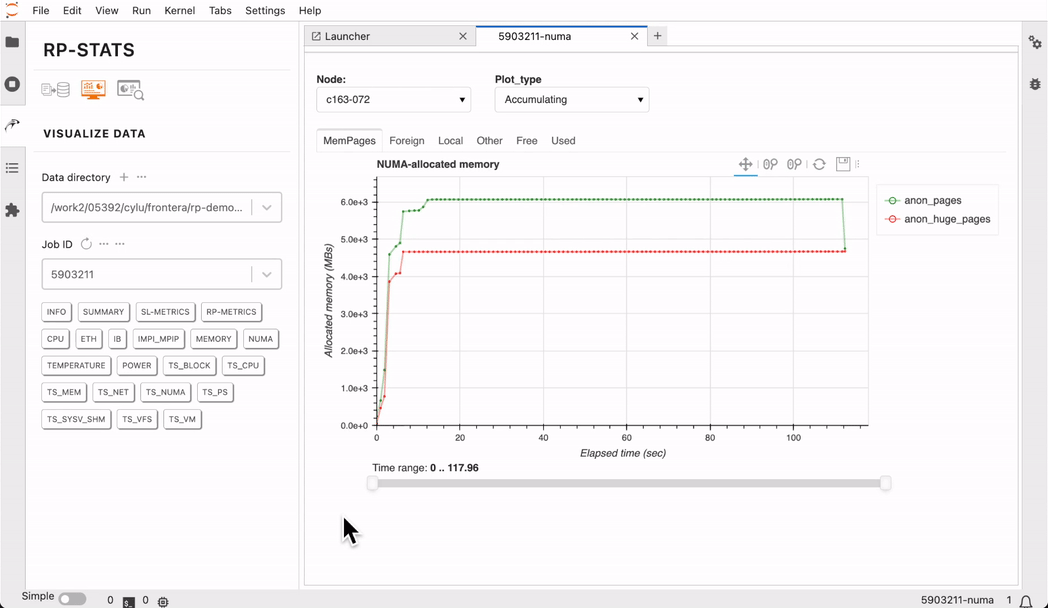 File Edit View Run Kernel Tabs Settings Help
RP-STATS
VISUALIZE DATA
Data directory + ···
/work2/05392/cylu/frontera/rp-demo...
Job ID ··· ···
5903211
INFO SUMMARY SL-METRICS RP-METRICS
CPU ETH IB IMPI_MPIP MEMORY NUMA
TEMPERATURE POWER TS_BLOCK TS_CPU
TS_MEM TS_NET TS_NUMA TS_PS
TS_SYSV_SHM TS_VFS TS_VM
Launcher 5903211-numa
Node: Plot_type
c163-072 Accumulating
MemPages Foreign Local Other Free Used
NUMA-allocated memory
Allocated memory (MBs)
6.0e+3
5.0e+3
4.0e+3
3.0e+3
2.0e+3
1.0e+3
0.0e+0
0 20 40 60 80 100
Elapsed time (sec)
anon_pages
anon_huge_pages
Time range: 0 .. 117.96
Simple 0 0 5903211-numa 1